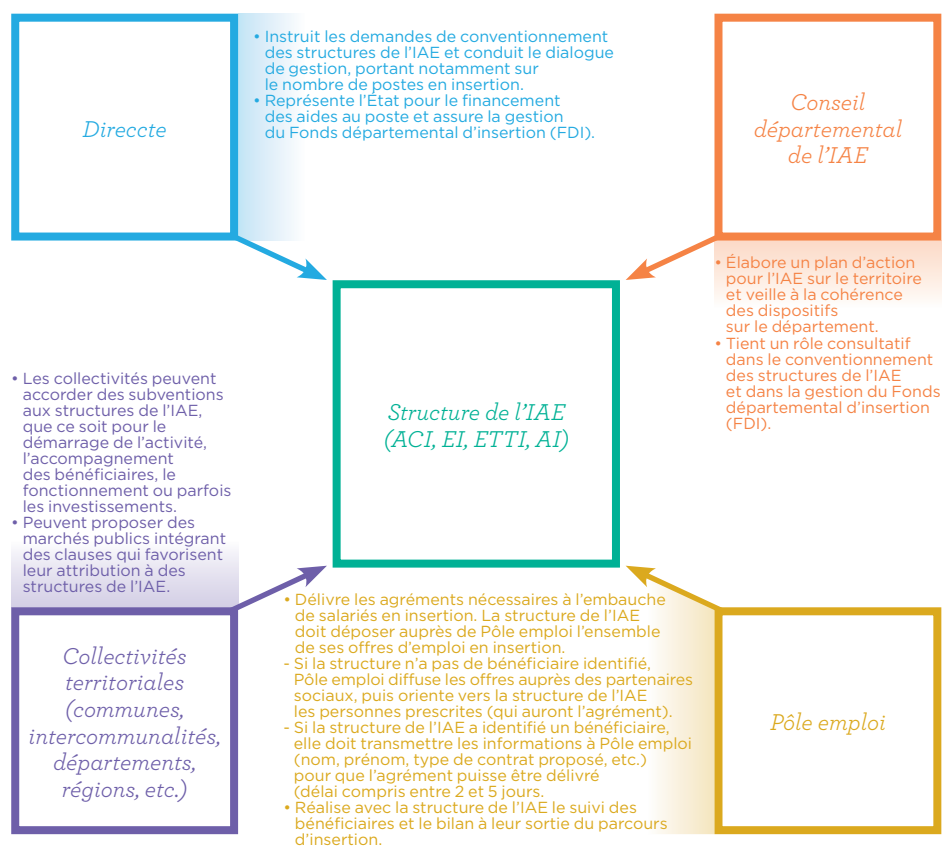 Direccte
• Instruit les demandes de conventionnement
des structures de l’IAE et conduit le dialogue
de gestion, portant notamment sur
le nombre de postes en insertion.
• Représente l’État pour le financement
des aides au poste et assure la gestion
du Fonds départemental d’insertion (FDI).
Conseil
départemental
de l’IAE
• Élabore un plan d’action
pour l’IAE sur le territoire
et veille à la cohérence
des dispositifs
sur le département.
• Tient un rôle consultatif
dans le conventionnement
des structures de l’IAE
et dans la gestion du Fonds
départemental d’insertion
(FDI).
Structure de l’IAE
(ACI, EI, ETTI, AI)
• Les collectivités peuvent
accorder des subventions
aux structures de l’IAE,
que ce soit pour le
démarrage de l’activité,
l’accompagnement
des bénéficiaires, le
fonctionnement ou parfois
les investissements.
• Peuvent proposer des
marchés publics intégrant
des clauses qui favorisent
leur attribution à des
structures de l’IAE.
Collectivités
territoriales
(communes,
intercommunalités,
départements,
régions, etc.)
• Délivre les agréments nécessaires à l’embauche
de salariés en insertion. La structure de l’IAE
doit déposer auprès de Pôle emploi l’ensemble
de ses offres d’emploi en insertion.
- Si la structure n’a pas de bénéficiaire identifié,
Pôle emploi diffuse les offres auprès des partenaires
sociaux, puis oriente vers la structure de l’IAE
les personnes prescrites (qui auront l’agrément).
- Si la structure de l’IAE a identifié un bénéficiaire,
elle doit transmettre les informations à Pôle emploi
(nom, prénom, type de contrat proposé, etc.)
pour que l’agrément puisse être délivré
(délai compris entre 2 et 5 jours.
• Réalise avec la structure de l’IAE le suivi des
bénéficiaires et le bilan à leur sortie du parcours
d’insertion.
Pôle emploi